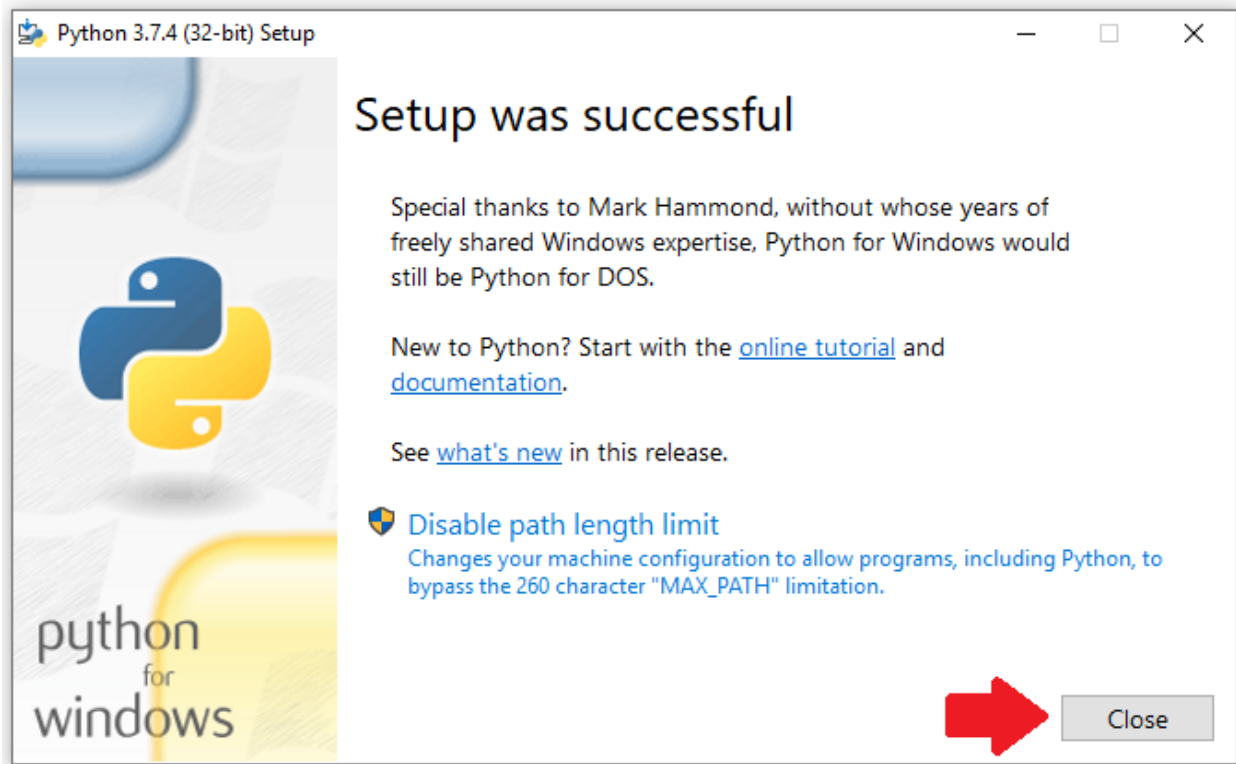 Python 3.7.4 (32-bit) Setup
Setup was successful
Special thanks to Mark Hammond, without whose years of
freely shared Windows expertise, Python for Windows would
still be Python for DOS.
New to Python? Start with the online tutorial and
documentation.
See what's new in this release.
Disable path length limit
Changes your machine configuration to allow programs, including Python, to
bypass the 260 character "MAX_PATH" limitation.
python
for
windows
Close